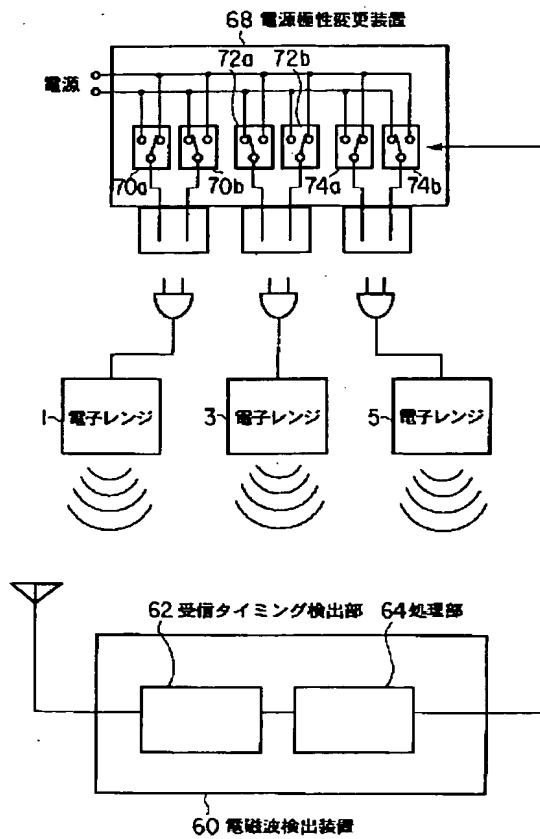 68 電源極性変更装置
72a 72b
電源
70a 70b 74a 74b
1 電子レンジ 3 電子レンジ 5 電子レンジ
62 受信タイミング検出部 64 処理部
60 電磁波検出装置